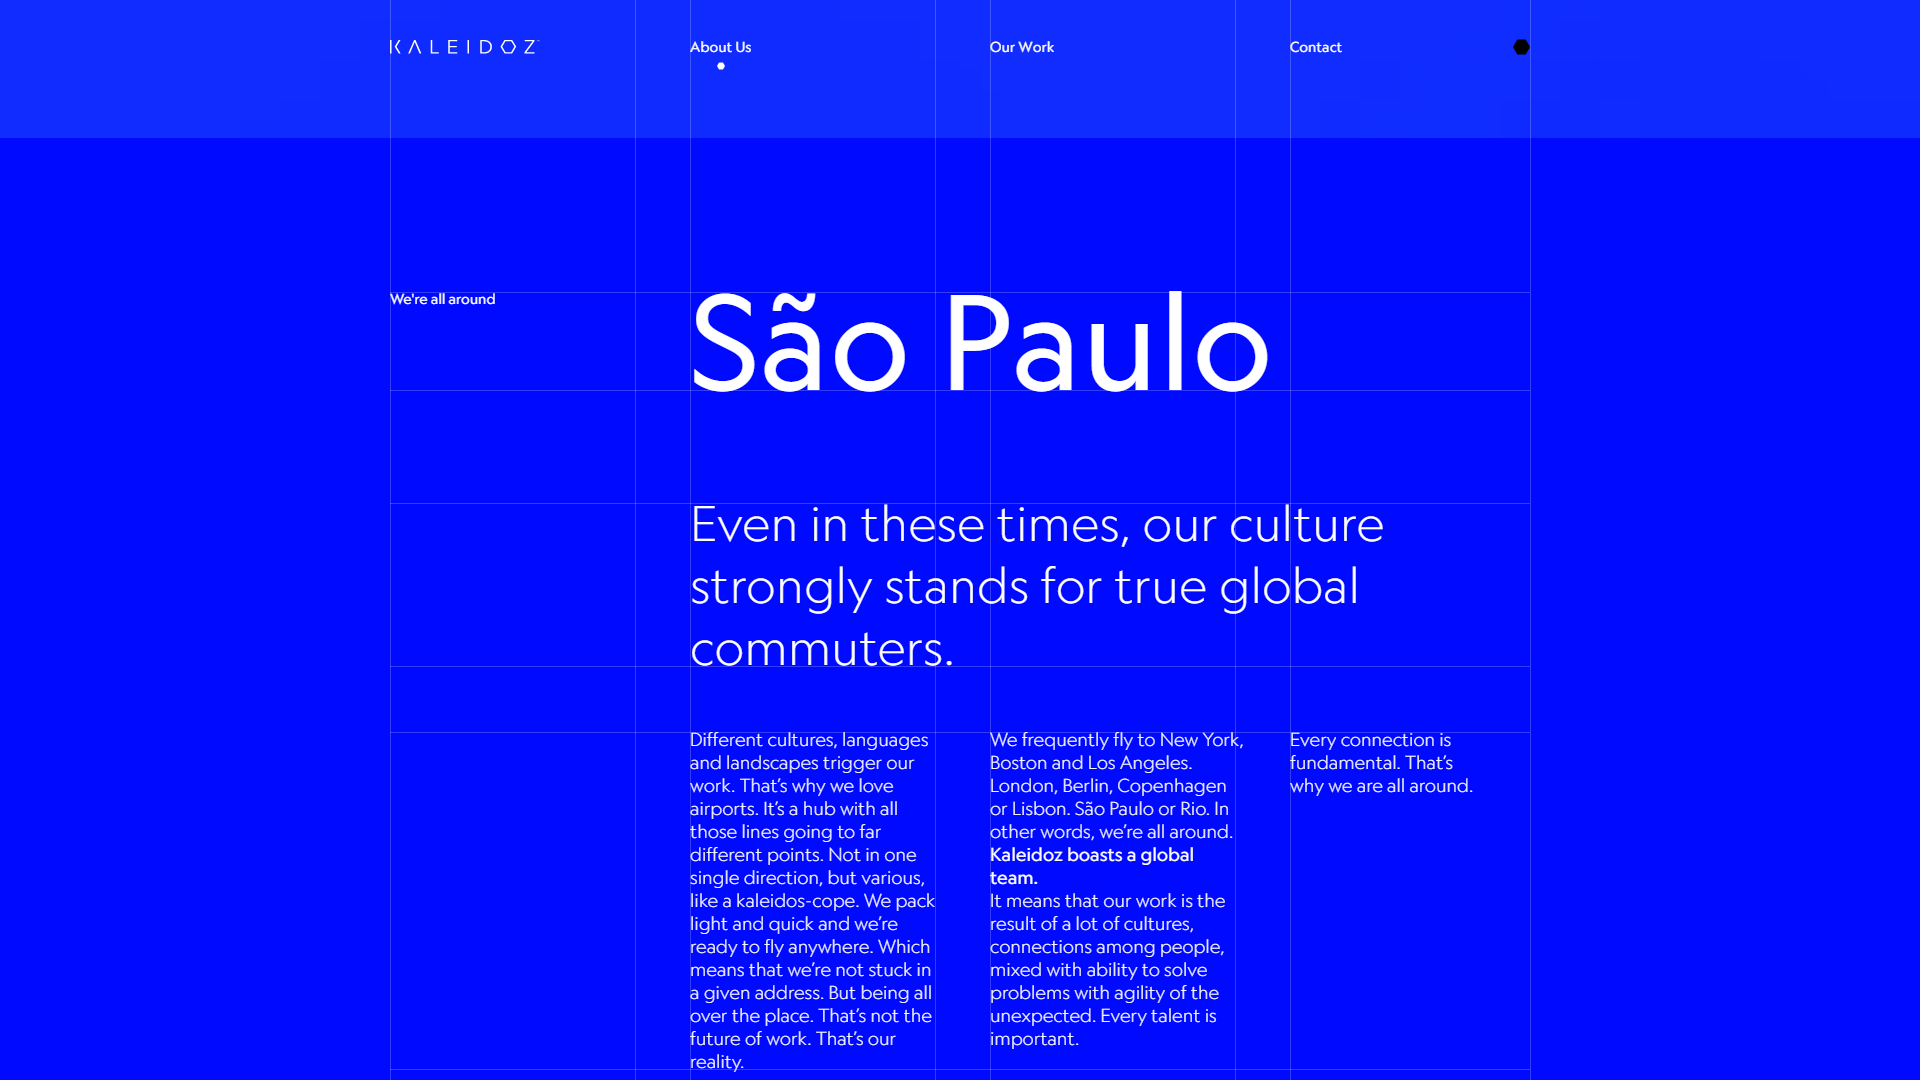 KALEIDOZ
About Us
Our Work
Contact
We're all around
São Paulo
Even in these times, our culture
strongly stands for true global
commuters.
Different cultures, languages
and landscapes trigger our
work. That’s why we love
airports. It’s a hub with all
those lines going to far
different points. Not in one
single direction, but various,
like a kaleidos-cope. We pack
light and quick and we’re
ready to fly anywhere. Which
means that we’re not stuck in
a given address. But being all
over the place. That’s not the
future of work. That’s our
reality.
We frequently fly to New York,
Boston and Los Angeles.
London, Berlin, Copenhagen
or Lisbon. São Paulo or Rio. In
other words, we’re all around.
Kaleidoz boasts a global
team.
It means that our work is the
result of a lot of cultures,
connections among people,
mixed with ability to solve
problems with agility of the
unexpected. Every talent is
important.
Every connection is
fundamental. That’s
why we are all around.